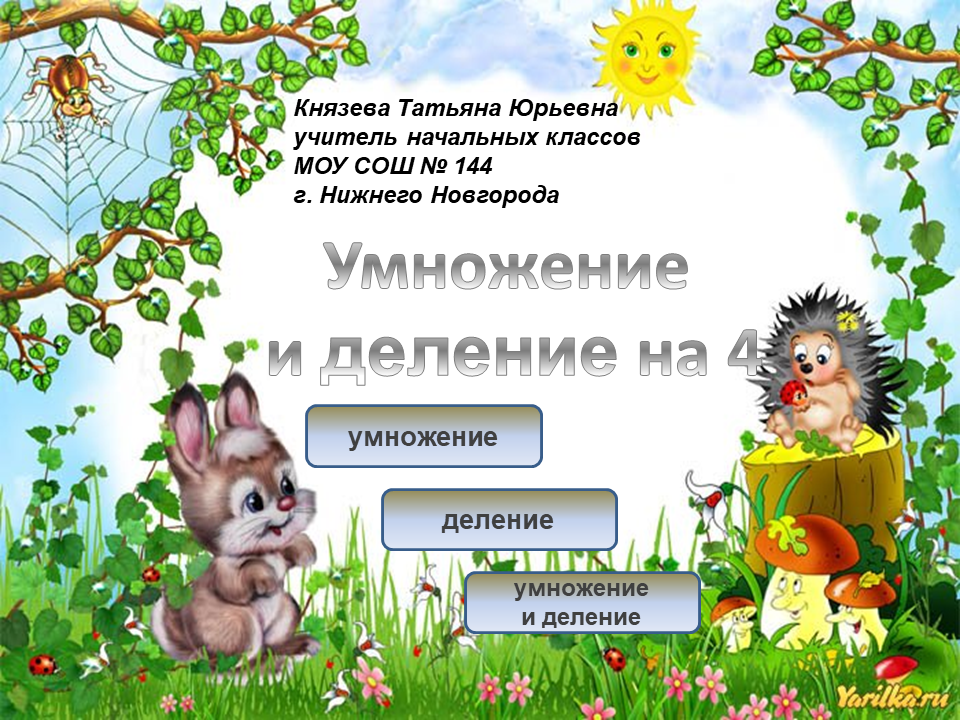 Князева Татьяна Юрьевна
учитель начальных классов
МОУ СОШ № 144
г. Нижнего Новгорода
Умножение
и деление на 4
умножение
деление
умножение
и деление
Yarilka.ru